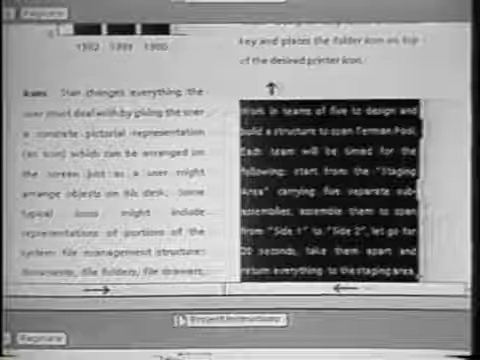 Paginate
1982 1984 1986
Icons Star changes everything the
user must deal with by giving the user
a concrete pictorial representation
(an icon) which can be arranged on
the screen just as a user might
arrange objects on his desk. Some
typical icons might include
representations of portions of the
system file management structure:
documents, file folders, file drawers,
key and places the folder icon on top
of the desired printer icon.
Work in teams of five to design and
build a structure to span Terman Pool.
Each team will be timed for the
following: start from the "Staging
Area" carrying five separate sub-
assemblies, assemble them to span
from "Side 1" to "Side 2", let go for
20 seconds, take them apart and
return everything to the staging area.
Project Instructions
Paginate